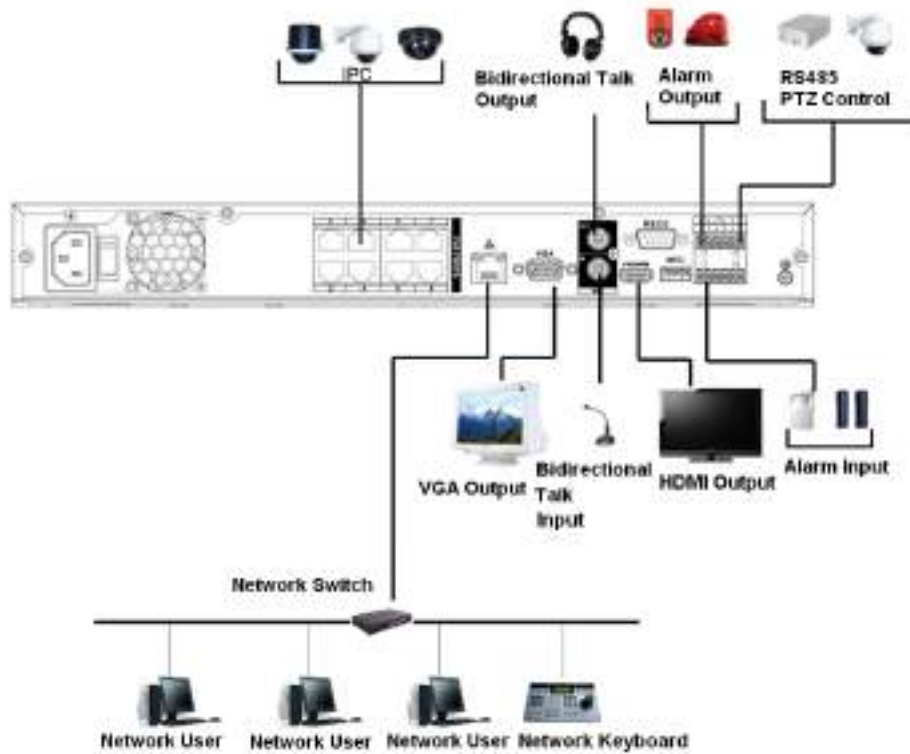 IPC
Bidirectional Talk
Output
Alarm
Output
RS485
PTZ Control
VGA
VGA Output
Bidirectional
Talk
Input
HDMI Output
Alarm Input
Network Switch
Network User
Network User
Network User
Network Keyboard